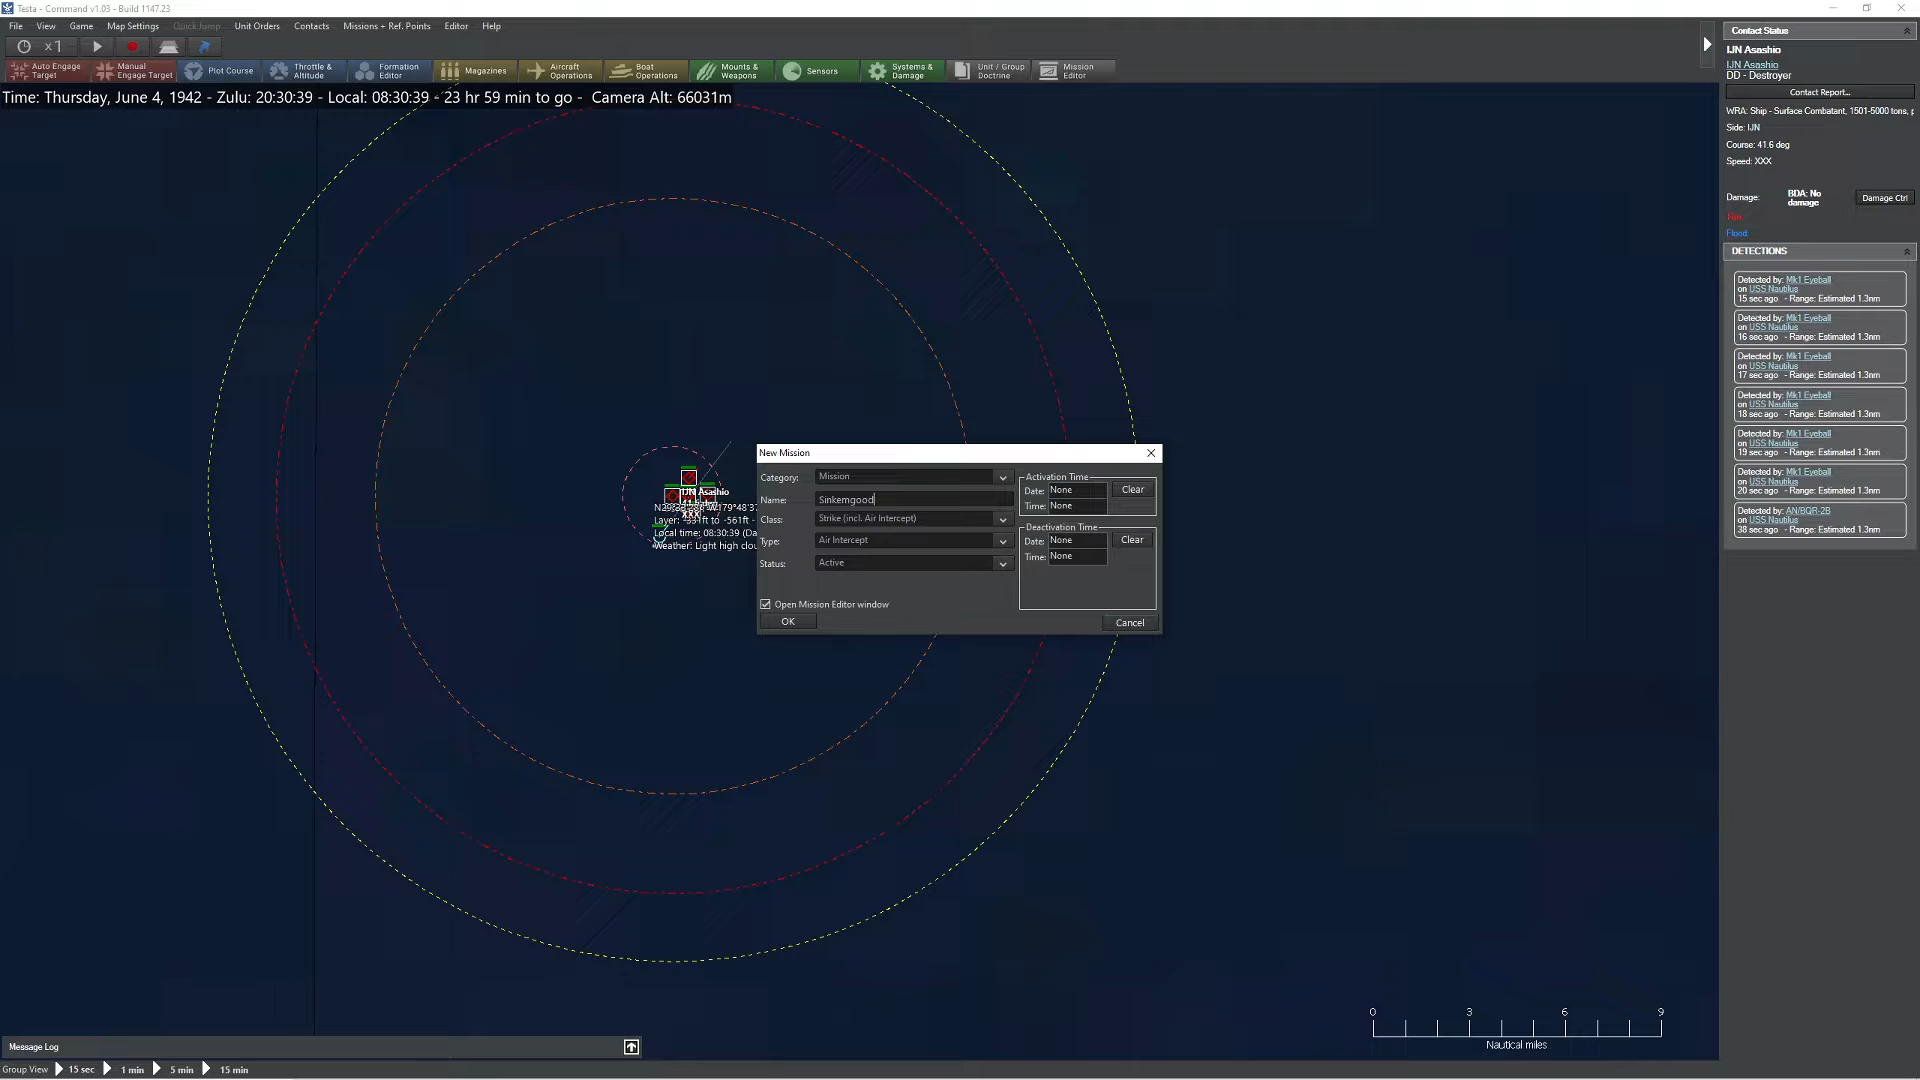 Testa - Command v1.03 - Build 1147.23
File View Game Map Settings Quick Jump Unit Orders Contacts Missions + Ref. Points Editor Help
x1
Auto Engage Target
Manual Engage Target
Plot Course
Throttle & Altitude
Formation Editor
Magazines
Aircraft Operations
Boat Operations
Mounts & Weapons
Sensors
Systems & Damage
Unit / Group Doctrine
Mission Editor
Time: Thursday, June 4, 1942 - Zulu: 20:30:39 - Local: 08:30:39 - 23 hr 59 min to go - Camera Alt: 66031m
IJN Asashio
XXX
Layer: -331ft to -561ft -
Local time: 08:30:39 (Da
Weather: Light high clou
New Mission
Category: Mission
Name: Sinkemgood
Class: Strike (incl. Air Intercept)
Type: Air Intercept
Status: Active
Open Mission Editor window
OK
Activation Time
Date: None
Clear
Time: None
Deactivation Time
Date: None
Clear
Time: None
Cancel
Contact Status
IJN Asashio
IJN Asashio
DD - Destroyer
Contact Report...
WRA: Ship - Surface Combatant, 1501-5000 tons, p
Side: IJN
Course: 41.6 deg
Speed: XXX
Damage: BDA: No damage
Damage Ctrl
Fire:
Flood:
DETECTIONS
Detected by: Mk1 Eyeball
on USS Nautilus
15 sec ago - Range: Estimated 1.3nm
Detected by: Mk1 Eyeball
on USS Nautilus
16 sec ago - Range: Estimated 1.3nm
Detected by: Mk1 Eyeball
on USS Nautilus
17 sec ago - Range: Estimated 1.3nm
Detected by: Mk1 Eyeball
on USS Nautilus
18 sec ago - Range: Estimated 1.3nm
Detected by: Mk1 Eyeball
on USS Nautilus
19 sec ago - Range: Estimated 1.3nm
Detected by: Mk1 Eyeball
on USS Nautilus
20 sec ago - Range: Estimated 1.3nm
Detected by: AN/BQR-2B
on USS Nautilus
38 sec ago - Range: Estimated 1.3nm
0 3 6 9
Nautical miles
Message Log
Group View 15 sec 1 min 5 min 15 min